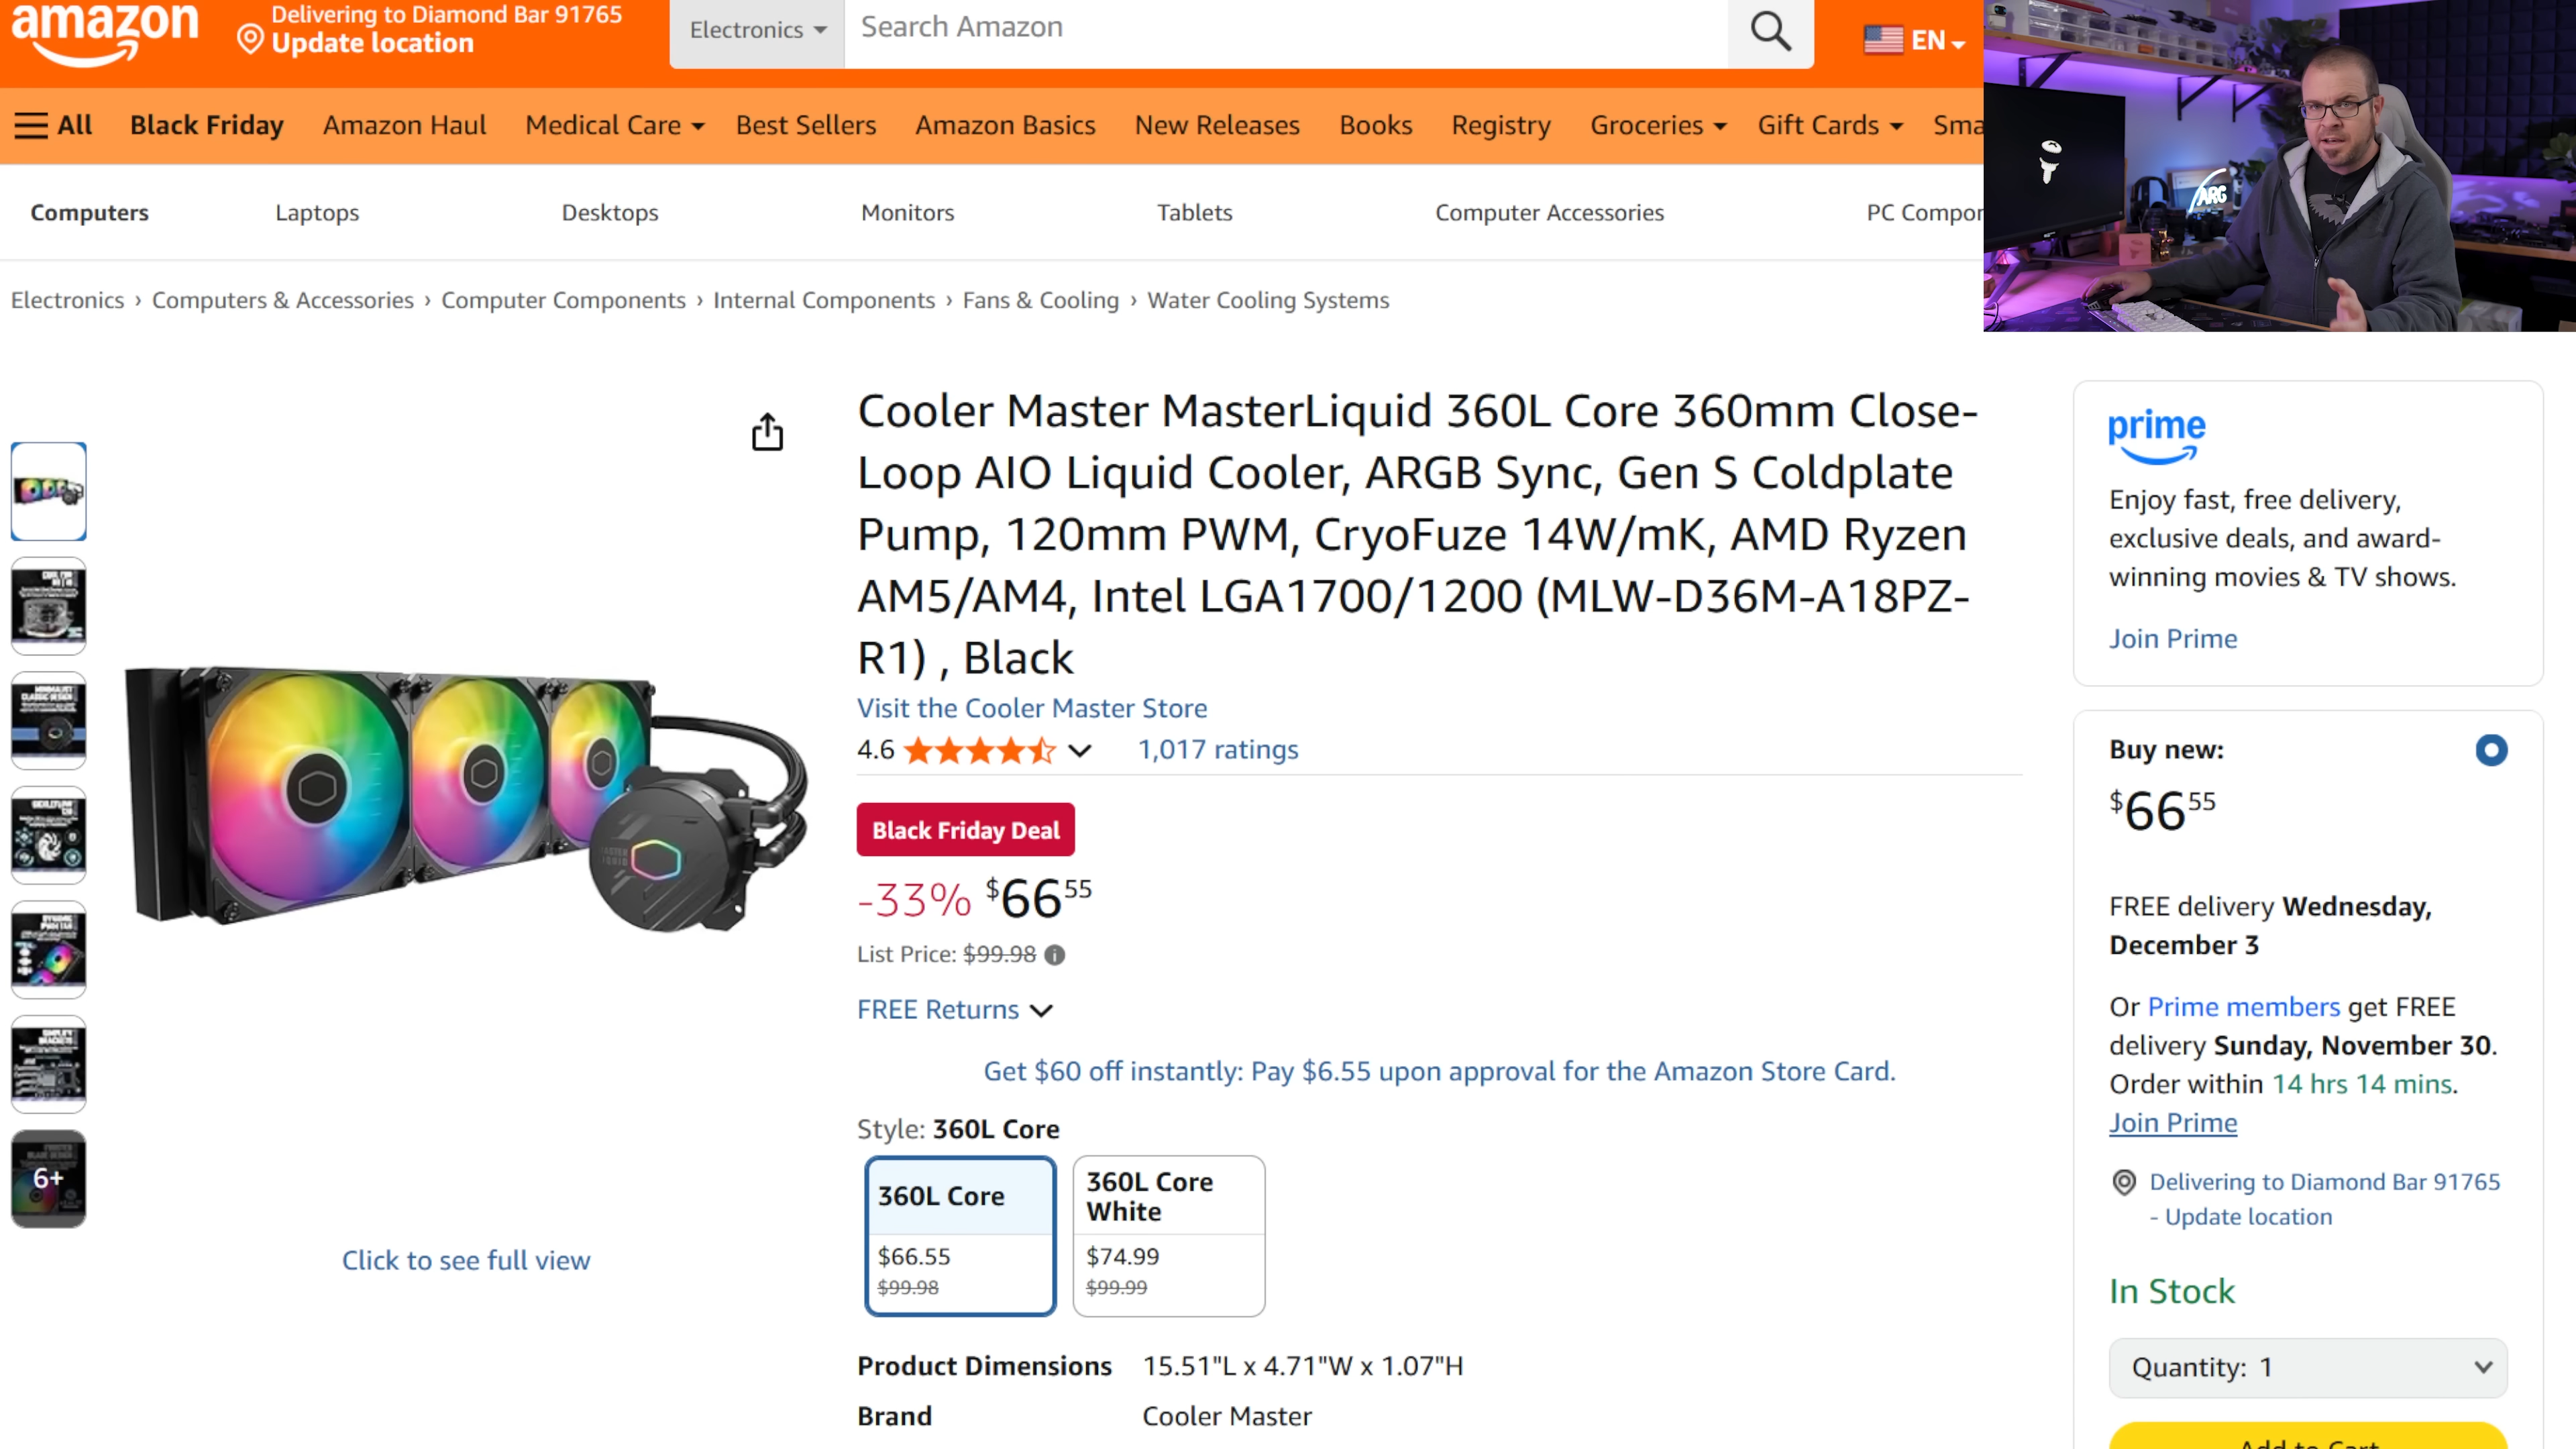 amazon
Delivering to Diamond Bar 91765
Update location
Electronics
Search Amazon
EN
All
Black Friday
Amazon Haul
Medical Care
Best Sellers
Amazon Basics
New Releases
Books
Registry
Groceries
Gift Cards
Sma
Computers
Laptops
Desktops
Monitors
Tablets
Computer Accessories
PC Compon
ARG
Electronics › Computers & Accessories › Computer Components › Internal Components › Fans & Cooling › Water Cooling Systems
Cooler Master MasterLiquid 360L Core 360mm Close-
Loop AIO Liquid Cooler, ARGB Sync, Gen S Coldplate
Pump, 120mm PWM, CryoFuze 14W/mK, AMD Ryzen
AM5/AM4, Intel LGA1700/1200 (MLW-D36M-A18PZ-
R1) , Black
Visit the Cooler Master Store
4.6
1,017 ratings
Black Friday Deal
-33% $66 55
List Price: $99.98
FREE Returns
Get $60 off instantly: Pay $6.55 upon approval for the Amazon Store Card.
Style: 360L Core
360L Core
$66.55
$99.98
360L Core
White
$74.99
$99.99
Product Dimensions 15.51"L x 4.71"W x 1.07"H
Brand Cooler Master
6+
Click to see full view
prime
Enjoy fast, free delivery,
exclusive deals, and award-
winning movies & TV shows.
Join Prime
Buy new:
$66 55
FREE delivery Wednesday,
December 3
Or Prime members get FREE
delivery Sunday, November 30.
Order within 14 hrs 14 mins.
Join Prime
Delivering to Diamond Bar 91765
- Update location
In Stock
Quantity: 1
Add to Cart